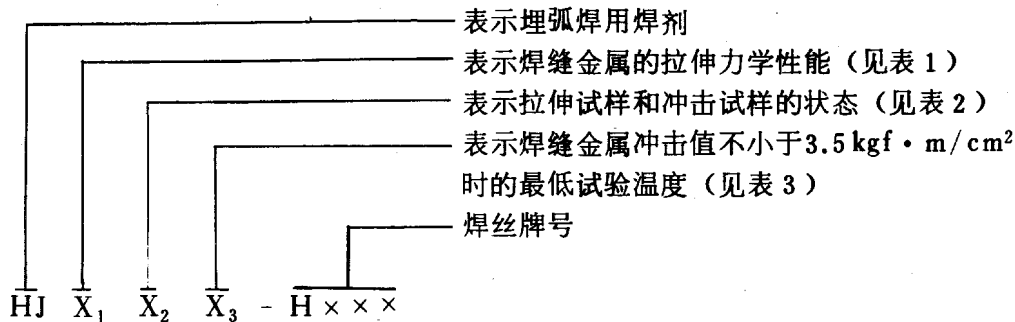 表示埋弧焊用焊剂
表示焊缝金属的拉伸力学性能（见表1）
表示拉伸试样和冲击试样的状态（见表2）
表示焊缝金属冲击值不小于3.5kgf·m/cm²
时的最低试验温度（见表3）
焊丝牌号
HJ X₁ X₂ X₃ - H×××